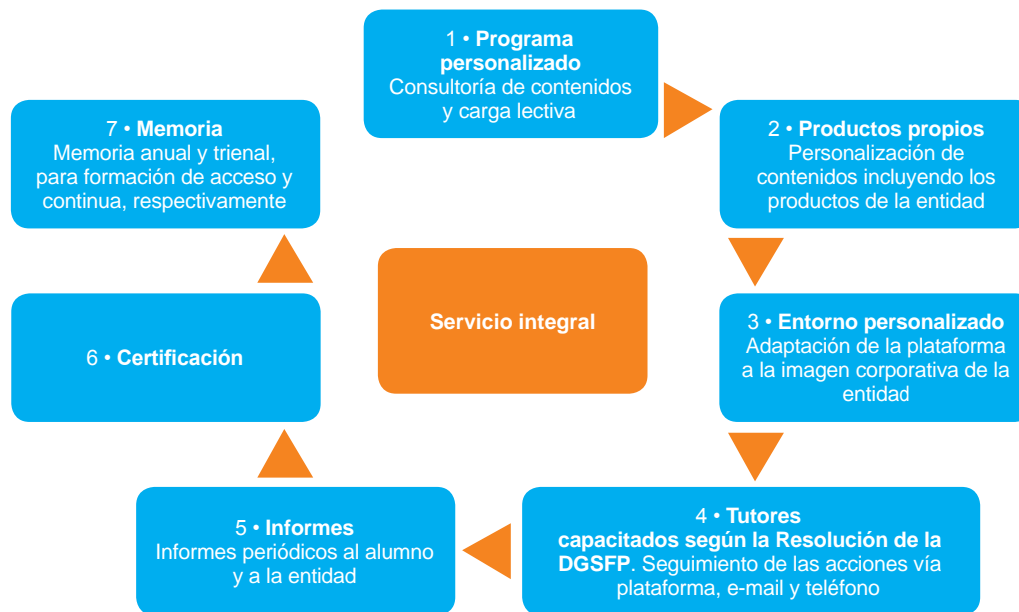 1 • Programa
personalizado
Consultoría de contenidos
y carga lectiva
2 • Productos propios
Personalización de
contenidos incluyendo los
productos de la entidad
3 • Entorno personalizado
Adaptación de la plataforma
a la imagen corporativa de la
entidad
4 • Tutores
capacitados según la Resolución de la
DGSFP. Seguimiento de las acciones vía
plataforma, e-mail y teléfono
5 • Informes
Informes periódicos al alumno
y a la entidad
6 • Certificación
7 • Memoria
Memoria anual y trienal,
para formación de acceso y
continua, respectivamente
Servicio integral